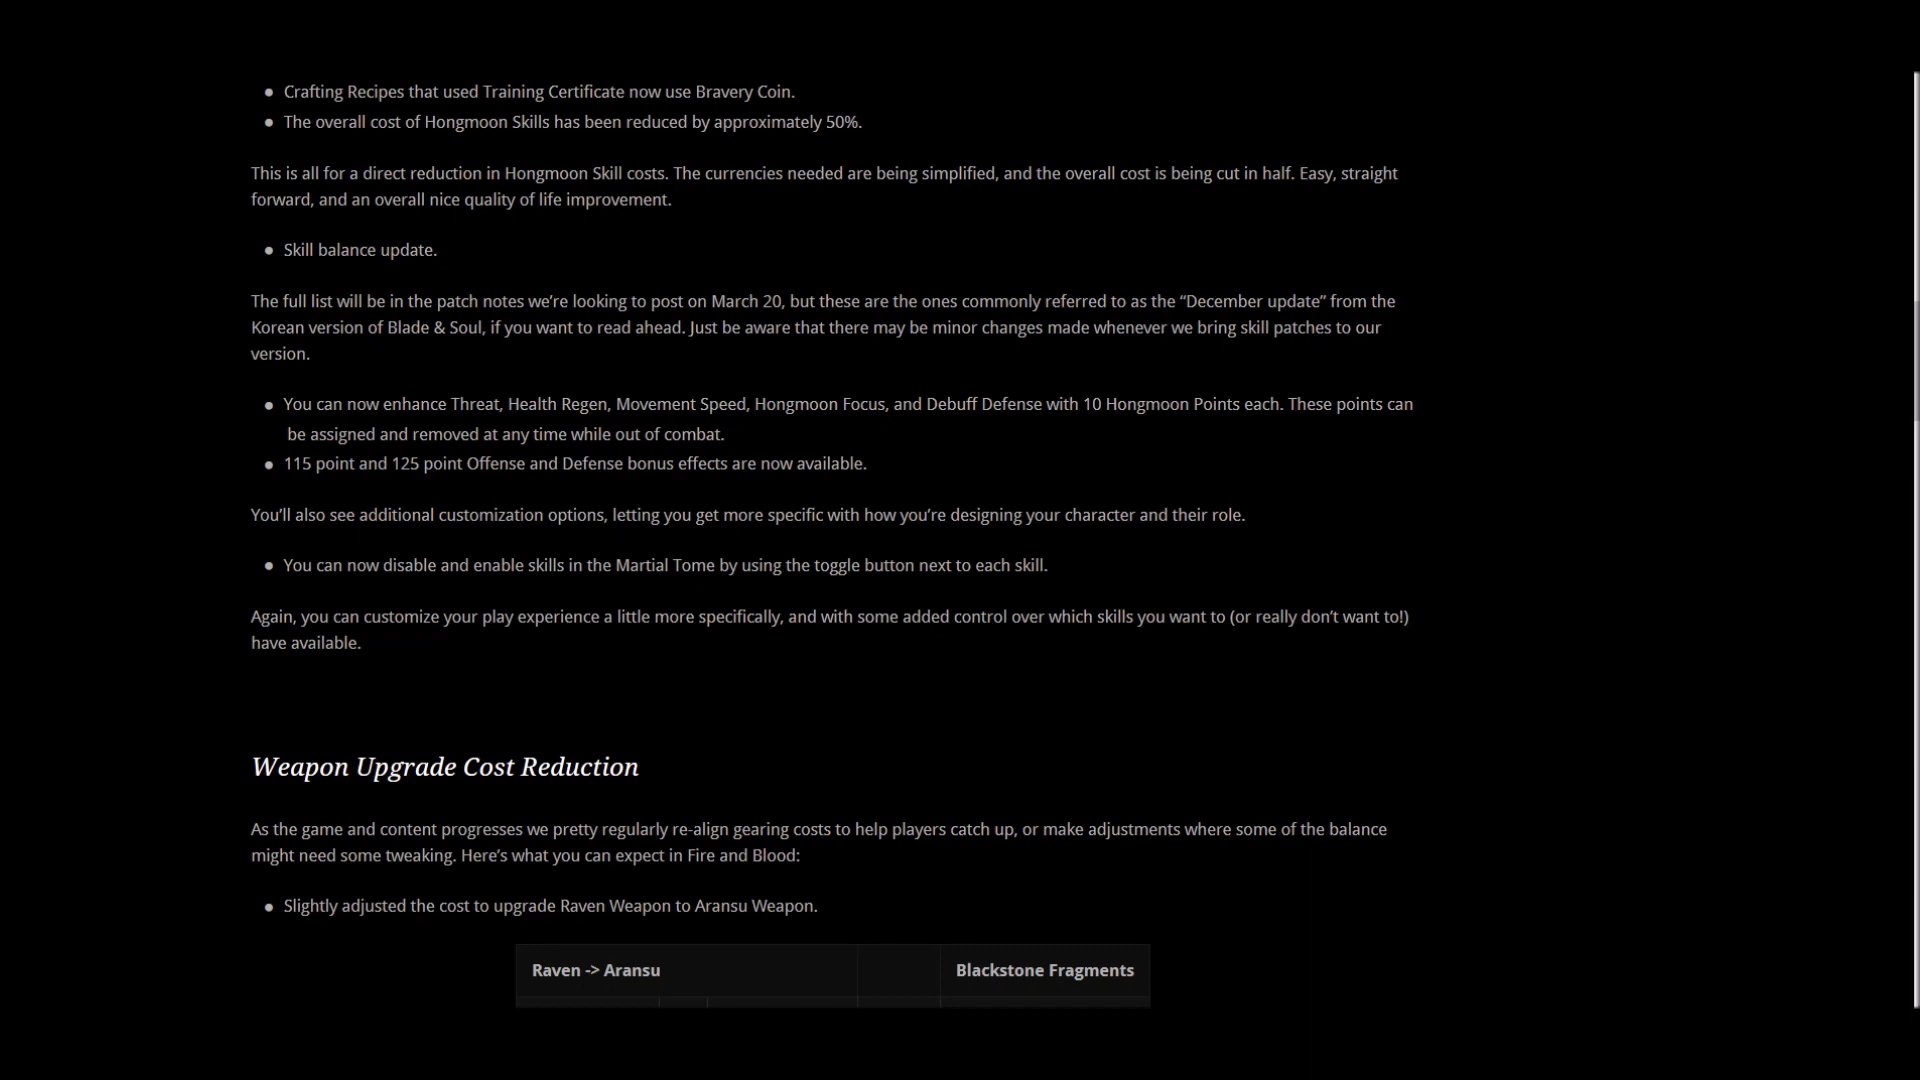 ● Crafting Recipes that used Training Certificate now use Bravery Coin.
● The overall cost of Hongmoon Skills has been reduced by approximately 50%.
This is all for a direct reduction in Hongmoon Skill costs. The currencies needed are being simplified, and the overall cost is being cut in half. Easy, straight
forward, and an overall nice quality of life improvement.
● Skill balance update.
The full list will be in the patch notes we’re looking to post on March 20, but these are the ones commonly referred to as the “December update” from the
Korean version of Blade & Soul, if you want to read ahead. Just be aware that there may be minor changes made whenever we bring skill patches to our
version.
● You can now enhance Threat, Health Regen, Movement Speed, Hongmoon Focus, and Debuff Defense with 10 Hongmoon Points each. These points can
be assigned and removed at any time while out of combat.
● 115 point and 125 point Offense and Defense bonus effects are now available.
You’ll also see additional customization options, letting you get more specific with how you’re designing your character and their role.
● You can now disable and enable skills in the Martial Tome by using the toggle button next to each skill.
Again, you can customize your play experience a little more specifically, and with some added control over which skills you want to (or really don’t want to!)
have available.
Weapon Upgrade Cost Reduction
As the game and content progresses we pretty regularly re-align gearing costs to help players catch up, or make adjustments where some of the balance
might need some tweaking. Here’s what you can expect in Fire and Blood:
● Slightly adjusted the cost to upgrade Raven Weapon to Aransu Weapon.
Raven -> Aransu Blackstone Fragments